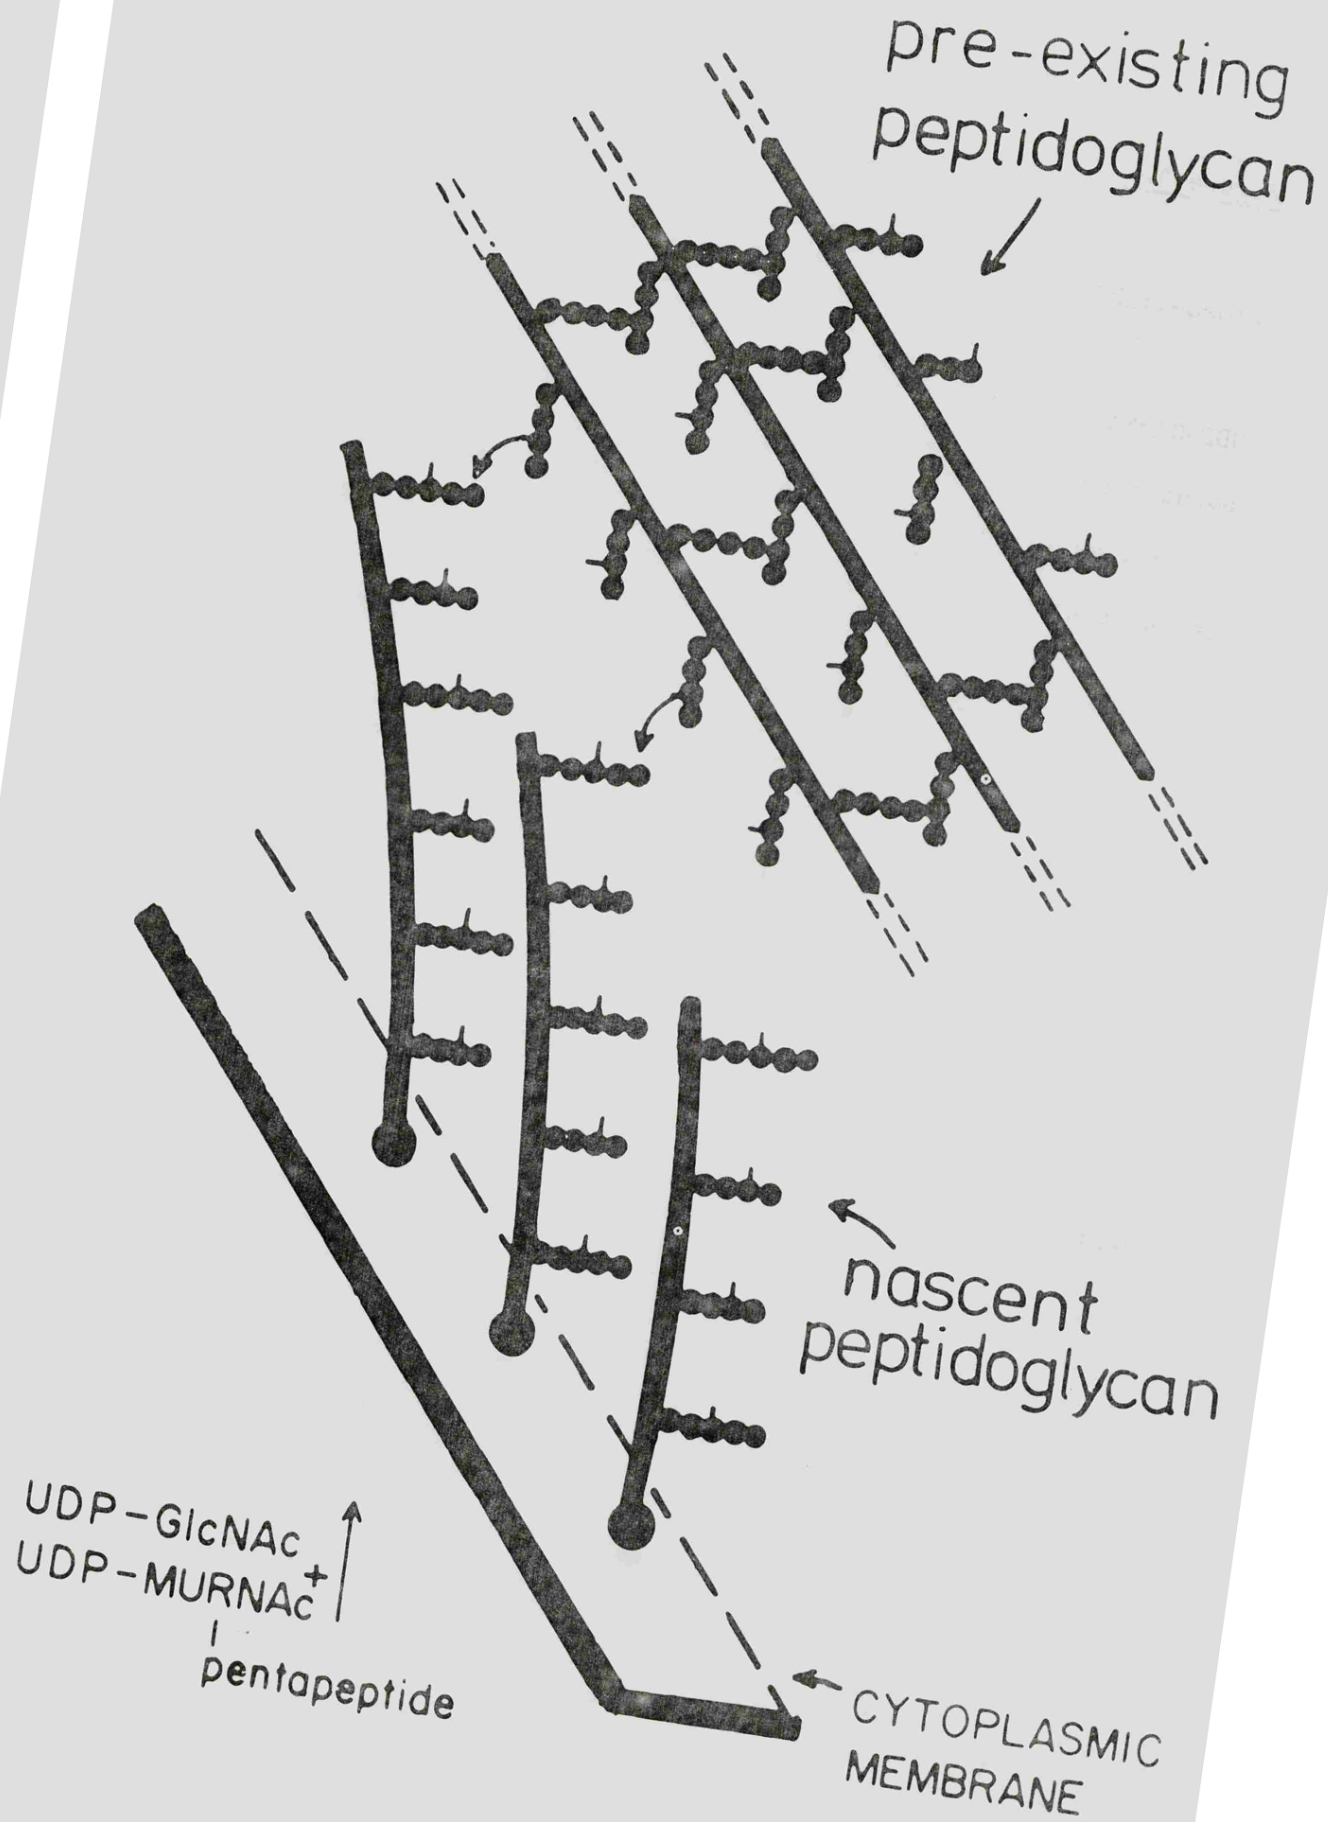 pre-existing
peptidoglycan
nascent
peptidoglycan
UDP-GlcNAc
+
UDP-MURNAc
pentapeptide
CYTOPLASMIC
MEMBRANE